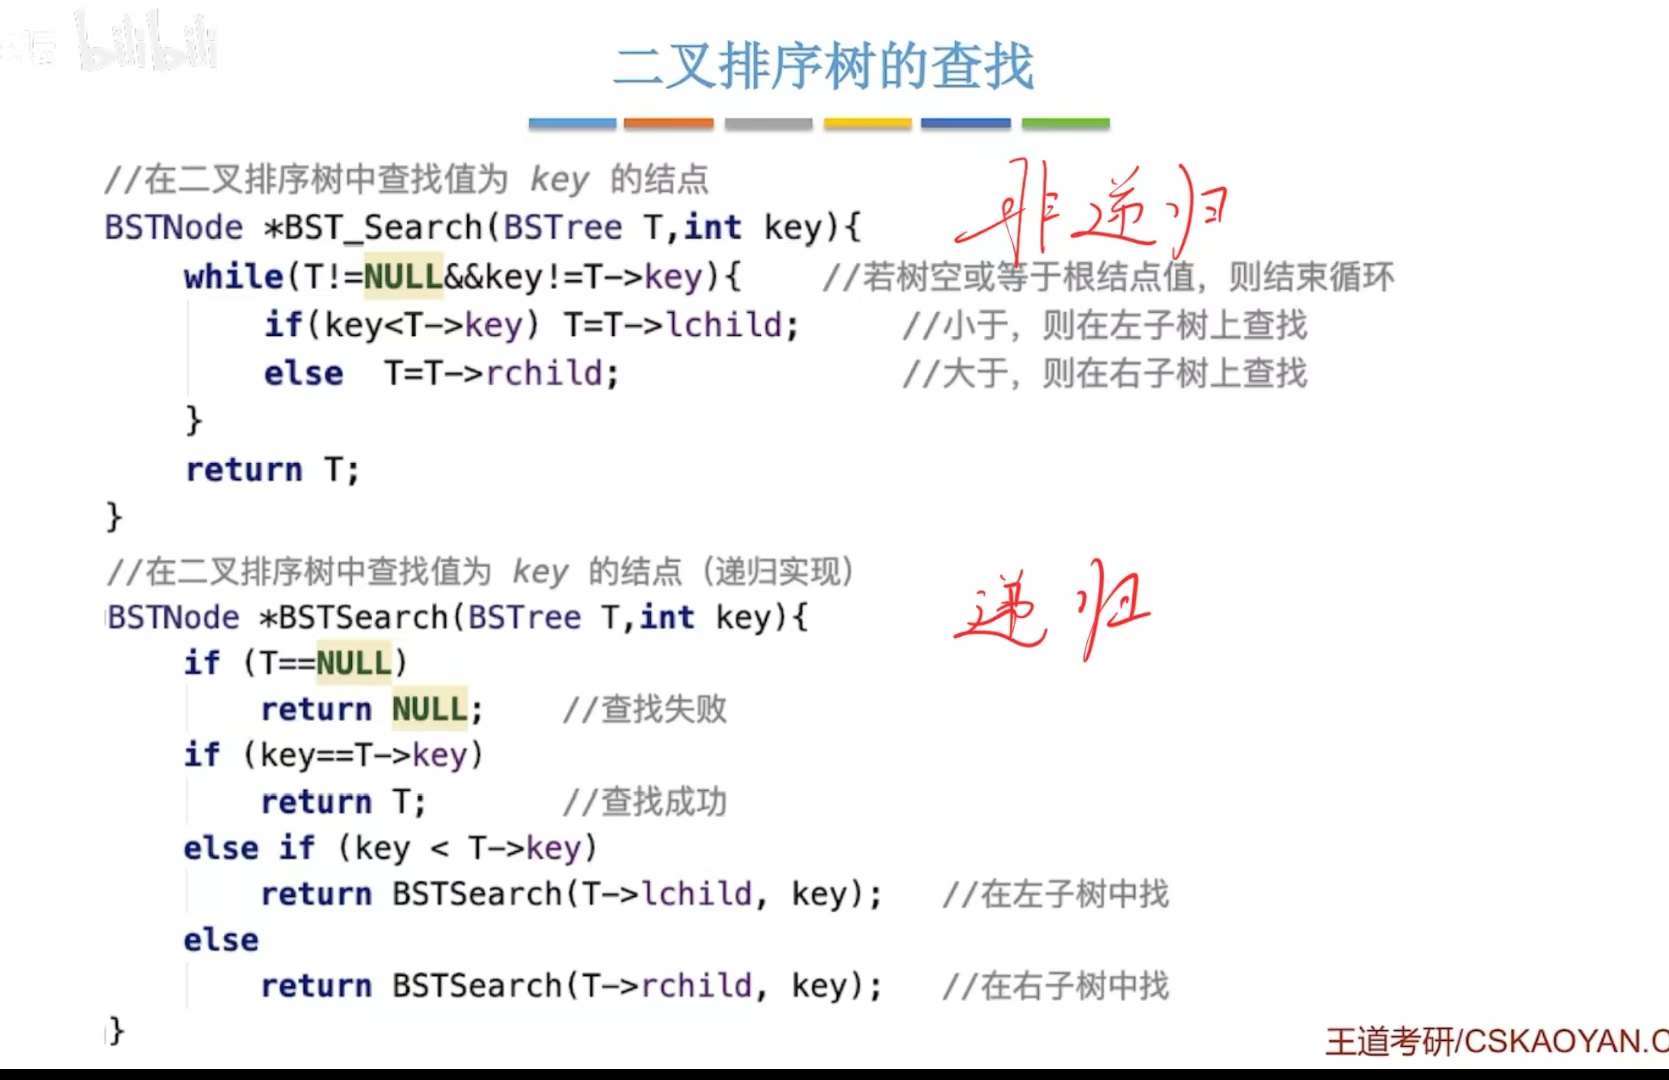 bilibili
二叉排序树的查找
//在二叉排序树中查找值为 key 的结点
非递归
BSTNode *BST_Search(BSTree T,int key){
while(T!=NULL&&key!=T->key){ //若树空或等于根结点值，则结束循环
if(key<T->key) T=T->lchild; //小于，则在左子树上查找
else T=T->rchild; //大于，则在右子树上查找
}
return T;
}
//在二叉排序树中查找值为 key 的结点（递归实现）
递归
BSTNode *BSTSearch(BSTree T,int key){
if (T==NULL)
return NULL; //查找失败
if (key==T->key)
return T; //查找成功
else if (key < T->key)
return BSTSearch(T->lchild, key); //在左子树中找
else
return BSTSearch(T->rchild, key); //在右子树中找
}
王道考研/CSKAOYAN.C